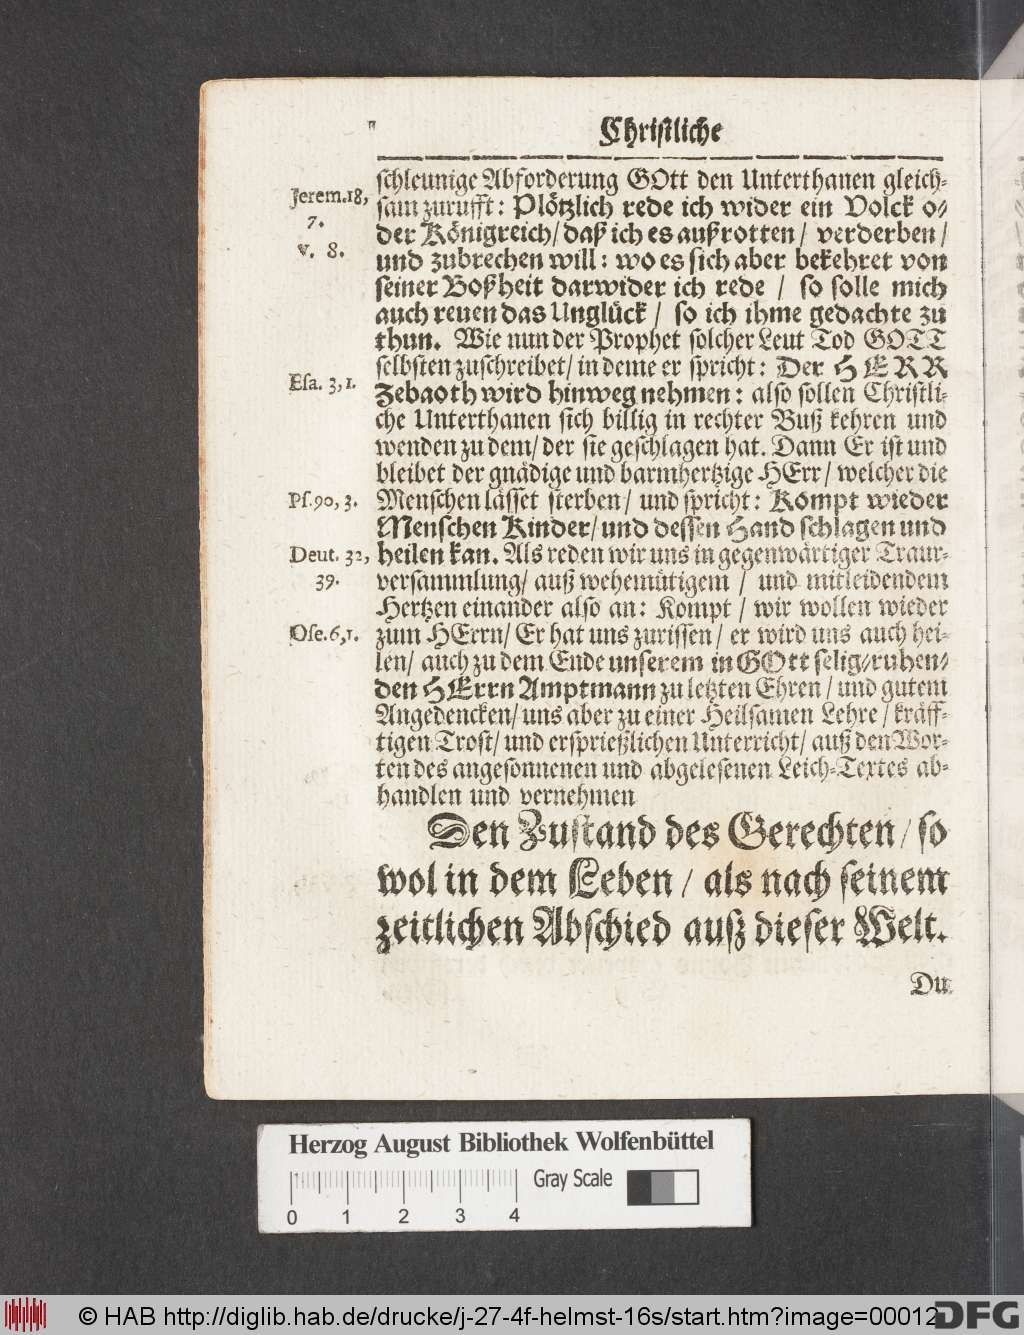 Christliche
schleunige Abforderung GOtt den Unterthanen gleich-
Jerem.18, 7. v. 8.
sam zurufft: Plötzlich rede ich wider ein Volck o-
der Königreich/ daß ich es außrotten / verderben /
und zubrechen will: wo es sich aber bekehret von
seiner Boßheit darwider ich rede / so solle mich
auch reuen das Unglück / so ich ihme gedachte zu
thun. Wie nun der Prophet solcher Leut Tod GOTT
selbsten zuschreibet/ in deme er spricht: Der HERR
Esa. 3, 1.
Zebaoth wird hinweg nehmen: also sollen Christli-
che Unterthanen sich billig in rechter Buß kehren und
wenden zu dem/ der sie geschlagen hat. Dann Er ist und
bleibet der gnädige und barmhertzige HErr/ welcher die
Ps. 90, 3.
Menschen lässet sterben/ und spricht: Kompt wieder
Menschen Kinder/ und dessen Hand schlagen und
Deut. 32, 39.
heilen kan. Als reden wir uns in gegenwärtiger Traur-
versammlung/ auß wehemütigem / und mitleidendem
Hertzen einander also an: Kompt / wir wollen wieder
Ose. 6, 1.
zum HErrn/ Er hat uns zurissen/ er wird uns auch hei-
len/ auch zu dem Ende unserem in GOtt selig-ruhen-
den HErrn Amptmann zu letzten Ehren / und gutem
Angedencken/ uns aber zu einer Heilsamen Lehre / kräff-
tigen Trost/ und ersprießlichen Unterricht/ auß den Wor-
ten des angesonnenen und abgelesenen Leich-Textes ab-
handlen und vernehmen
Den Zustand des Gerechten / so
wol in dem Leben / als nach seinem
zeitlichen Abschied ausz dieser Welt.
Du
Herzog August Bibliothek Wolfenbüttel
Gray Scale
0 1 2 3 4
© HAB http://diglib.hab.de/drucke/j-27-4f-helmst-16s/start.htm?image=00012
DFG